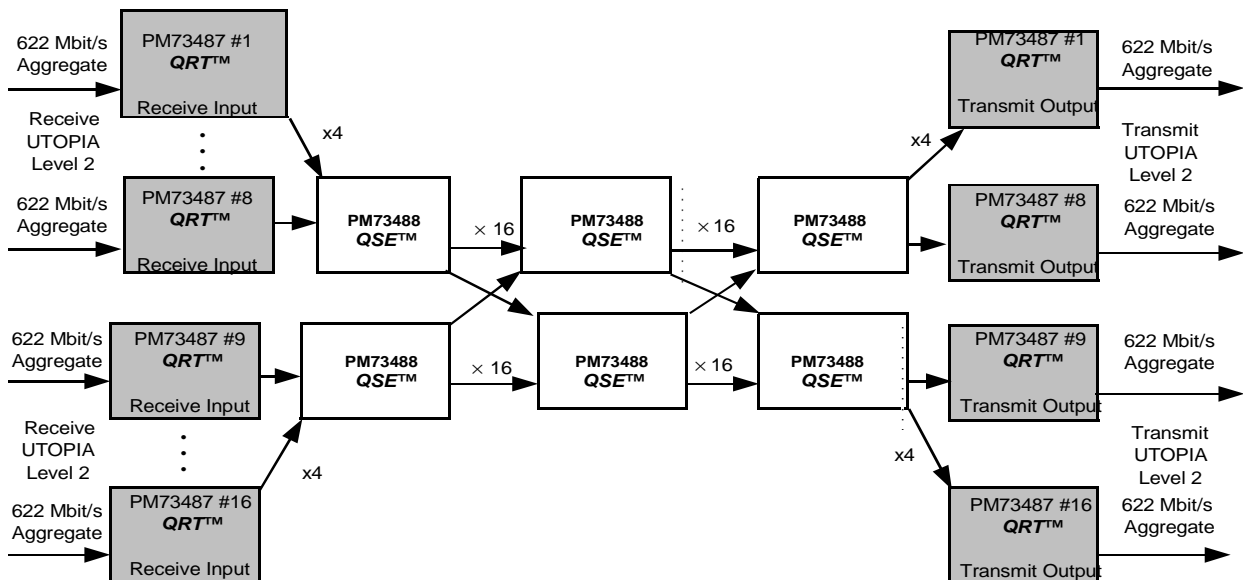 622 Mbit/s
Aggregate
PM73487 #1
QRT™
Receive Input
Receive
UTOPIA
Level 2
x4
622 Mbit/s
Aggregate
PM73487 #8
QRT™
Receive Input
PM73488
QSE™
× 16
PM73488
QSE™
× 16
PM73488
QSE™
x4
PM73487 #1
QRT™
Transmit Output
622 Mbit/s
Aggregate
Transmit
UTOPIA
Level 2
PM73487 #8
QRT™
Transmit Output
622 Mbit/s
Aggregate
622 Mbit/s
Aggregate
PM73487 #9
QRT™
Receive Input
Receive
UTOPIA
Level 2
PM73488
QSE™
× 16
PM73488
QSE™
× 16
PM73488
QSE™
PM73487 #9
QRT™
Transmit Output
622 Mbit/s
Aggregate
Transmit
UTOPIA
Level 2
622 Mbit/s
Aggregate
PM73487 #16
QRT™
Receive Input
x4
x4
PM73487 #16
QRT™
Transmit Output
622 Mbit/s
Aggregate